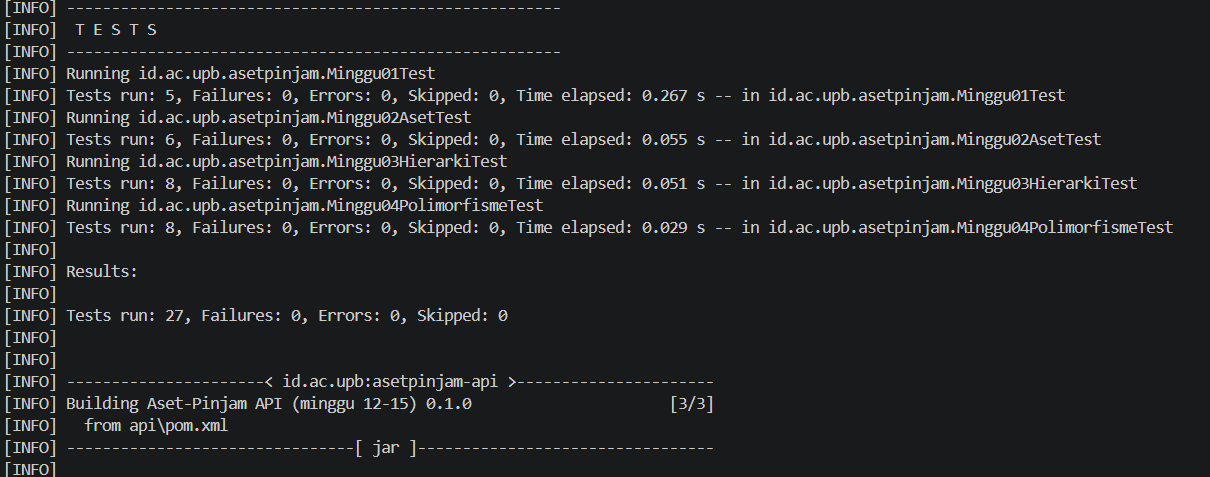 [INFO] -------------------------------------------------------
[INFO]  T E S T S
[INFO] -------------------------------------------------------
[INFO] Running id.ac.upb.asetpinjam.Minggu01Test
[INFO] Tests run: 5, Failures: 0, Errors: 0, Skipped: 0, Time elapsed: 0.267 s -- in id.ac.upb.asetpinjam.Minggu01Test
[INFO] Running id.ac.upb.asetpinjam.Minggu02AsetTest
[INFO] Tests run: 6, Failures: 0, Errors: 0, Skipped: 0, Time elapsed: 0.055 s -- in id.ac.upb.asetpinjam.Minggu02AsetTest
[INFO] Running id.ac.upb.asetpinjam.Minggu03HierarkiTest
[INFO] Tests run: 8, Failures: 0, Errors: 0, Skipped: 0, Time elapsed: 0.051 s -- in id.ac.upb.asetpinjam.Minggu03HierarkiTest
[INFO] Running id.ac.upb.asetpinjam.Minggu04PolimorfismeTest
[INFO] Tests run: 8, Failures: 0, Errors: 0, Skipped: 0, Time elapsed: 0.029 s -- in id.ac.upb.asetpinjam.Minggu04PolimorfismeTest
[INFO]
[INFO] Results:
[INFO]
[INFO] Tests run: 27, Failures: 0, Errors: 0, Skipped: 0
[INFO]
[INFO]
[INFO] ----------------------< id.ac.upb:asetpinjam-api >----------------------
[INFO] Building Aset-Pinjam API (minggu 12-15) 0.1.0                      [3/3]
[INFO]   from api\pom.xml
[INFO] --------------------------------[ jar ]---------------------------------
[INFO]